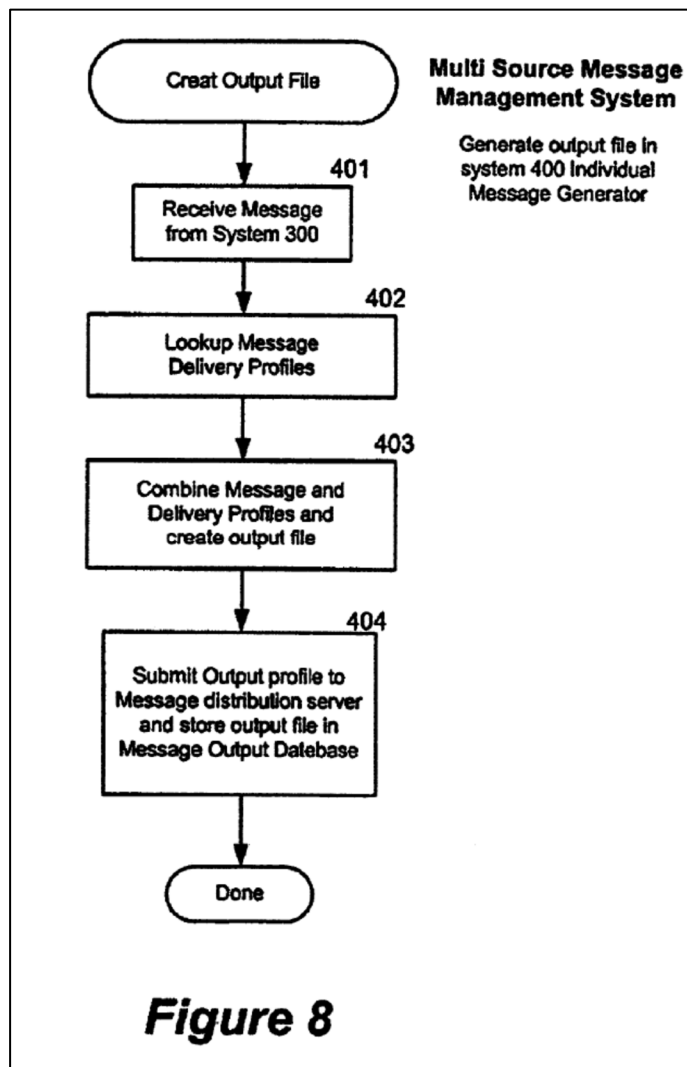 Creat Output File
Multi Source Message
Management System
Generate output file in
system 400 Individual
Message Generator
401
Receive Message
from System 300
402
Lookup Message
Delivery Profiles
403
Combine Message and
Delivery Profiles and
create output file
404
Submit Output profile to
Message distribution server
and store output file in
Message Output Datebase
Done
Figure 8